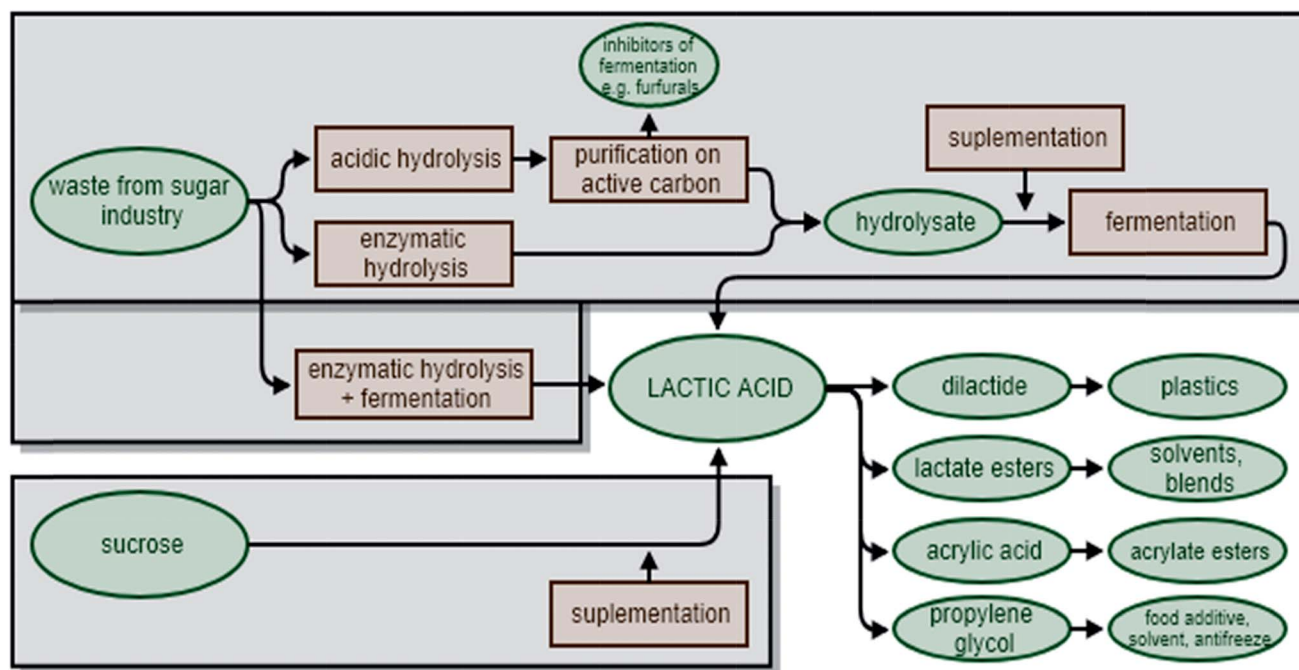 inhibitors of
fermentation
e.g. furfurals
suplementation
acidic hydrolysis
purification on
active carbon
waste from sugar
industry
hydrolysate
fermentation
enzymatic
hydrolysis
enzymatic hydrolysis
+ fermentation
LACTIC ACID
dilactide
plastics
lactate esters
solvents,
blends
sucrose
acrylic acid
acrylate esters
suplementation
propylene
glycol
food additive,
solvent, antifreeze